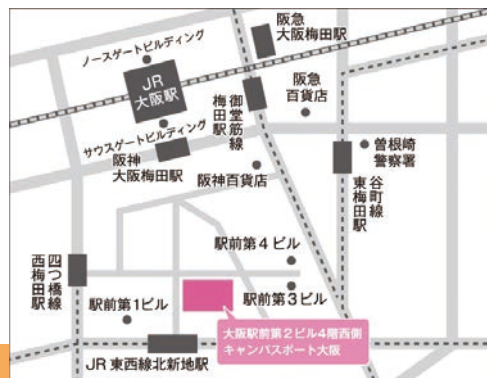 阪急
大阪梅田駅
ノースゲートビルディング
JR
大阪駅
阪急
百貨店
御堂筋線
梅田駅
サウスゲートビルディング
阪神
大阪梅田駅
曽根崎
警察署
阪神百貨店
谷町線
東梅田駅
四つ橋線
西梅田駅
駅前第4ビル
駅前第1ビル
駅前第3ビル
大阪駅前第2ビル4階西側
キャンパスポート大阪
JR 東西線北新地駅